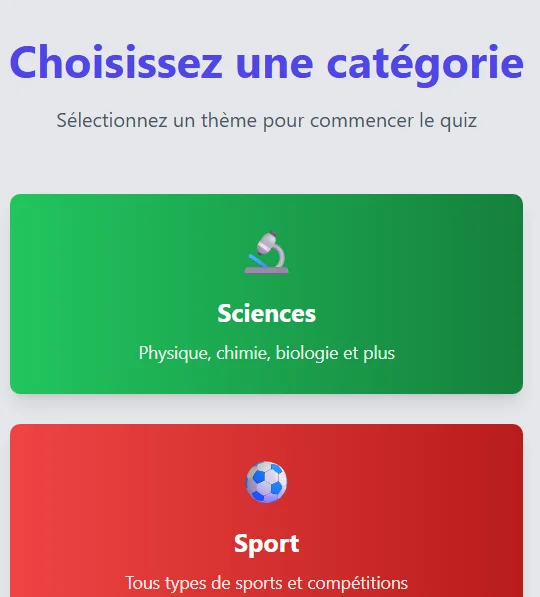 Choisissez une catégorie
Sélectionnez un thème pour commencer le quiz
Sciences
Physique, chimie, biologie et plus
Sport
Tous types de sports et compétitions